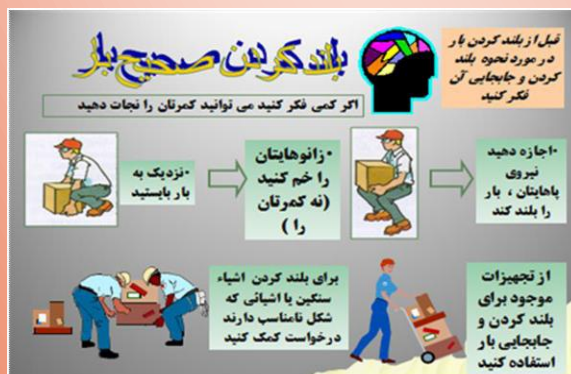 بلند کردن صحیح بار
قبل از بلند کردن بار
در مورد نحوه بلند
کردن و جابجایی آن
فکر کنید
اگر کمی فکر کنید می توانید کمرتان را نجات دهید
•نزدیک به
بار بایستید
•زانوهایتان
را خم کنید
(نه کمرتان
را )
•اجازه دهید
نیروی
پاهایتان ، بار
را بلند کند
برای بلند کردن اشیاء
سنگین یا اشیائی که
شکل نامناسب دارند
درخواست کمک کنید
از تجهیزات
موجود برای
بلند کردن و
جابجایی بار
استفاده کنید